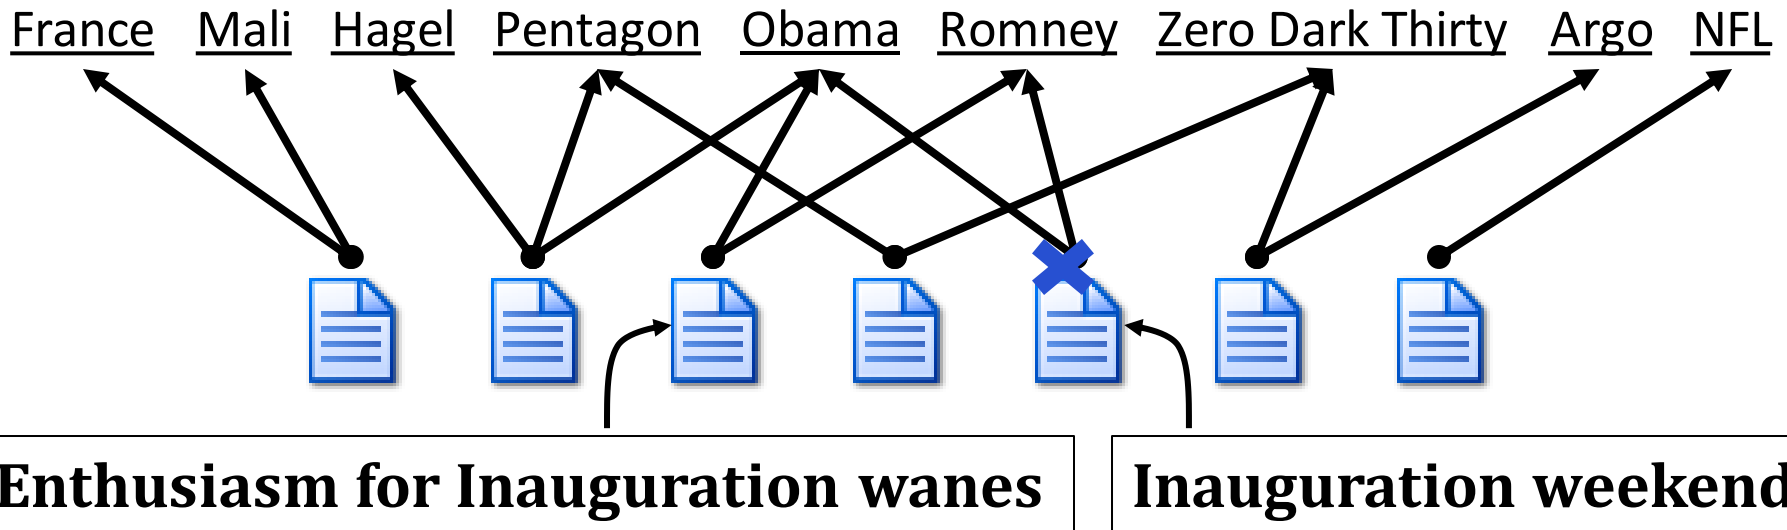 France Mali Hagel Pentagon Obama Romney Zero Dark Thirty Argo NFL
Enthusiasm for Inauguration wanes
Inauguration weekend